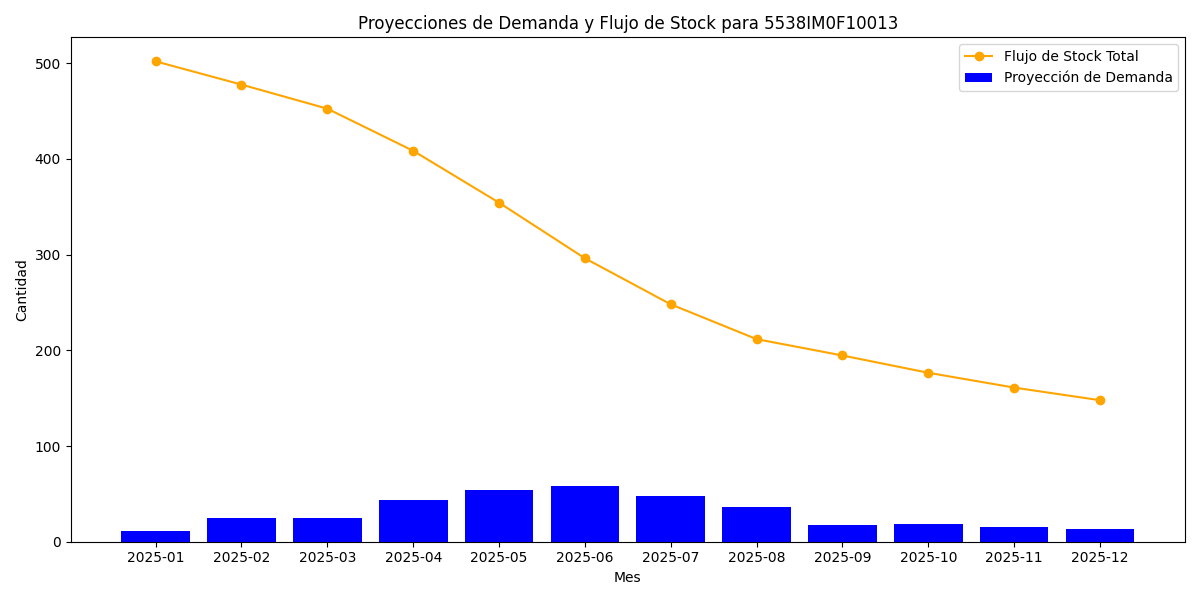 Proyecciones de Demanda y Flujo de Stock para 5538IM0F10013
Flujo de Stock Total
Proyección de Demanda
Cantidad
500
400
300
200
100
0
2025-01 2025-02 2025-03 2025-04 2025-05 2025-06 2025-07 2025-08 2025-09 2025-10 2025-11 2025-12
Mes